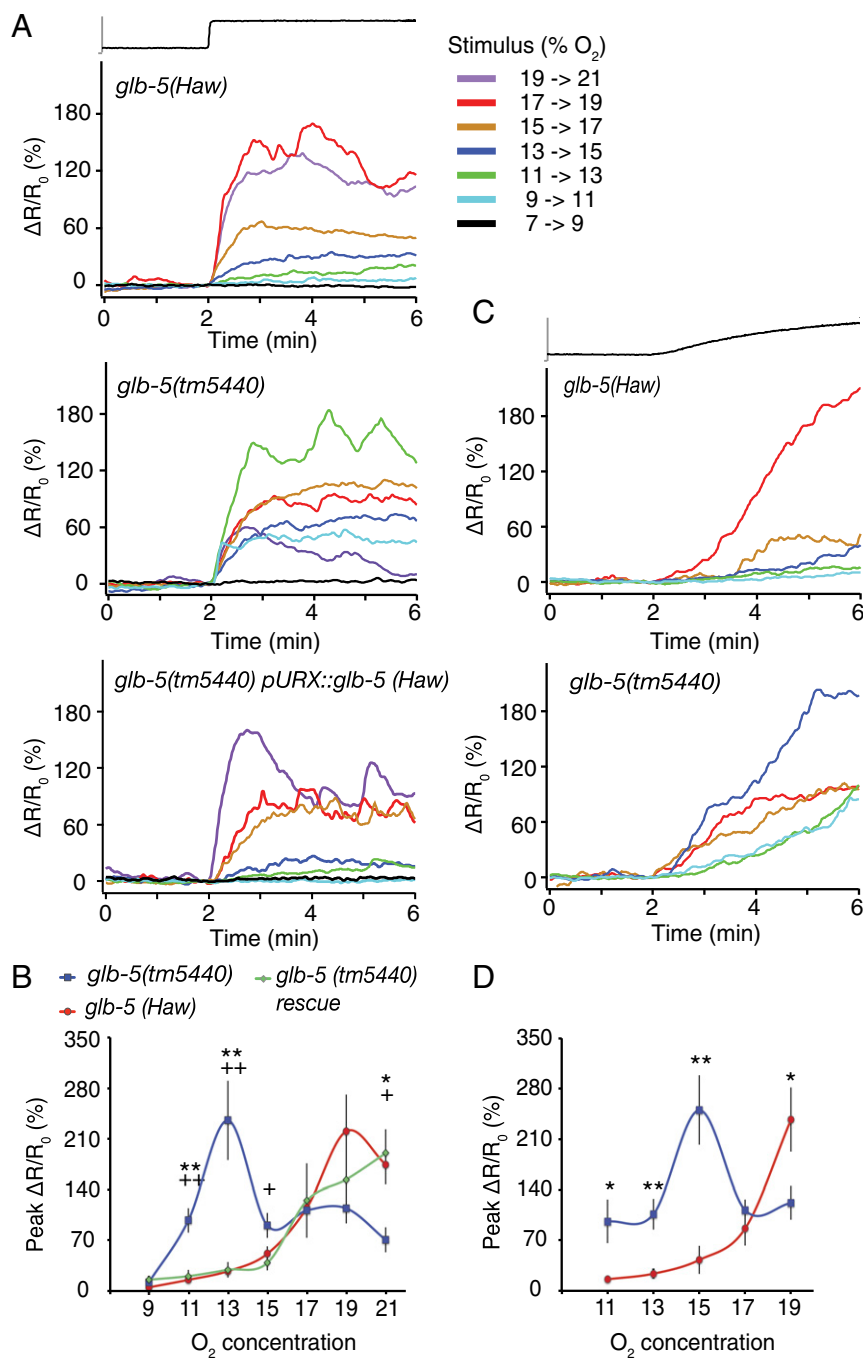 A
Stimulus (% O2)
19 -> 21
17 -> 19
15 -> 17
13 -> 15
11 -> 13
9 -> 11
7 -> 9
glb-5(Haw)
180
120
60
0
ΔR/R0 (%)
0 2 4 6
Time (min)
glb-5(tm5440)
180
120
60
0
ΔR/R0 (%)
0 2 4 6
Time (min)
glb-5(tm5440) pURX::glb-5 (Haw)
180
120
60
0
ΔR/R0 (%)
0 2 4 6
Time (min)
C
glb-5(Haw)
180
120
60
0
ΔR/R0 (%)
0 2 4 6
Time (min)
glb-5(tm5440)
180
120
60
0
ΔR/R0 (%)
0 2 4 6
Time (min)
B
glb-5(tm5440)
glb-5 (Haw)
glb-5 (tm5440)
rescue
350
280
210
140
70
0
Peak ΔR/R0 (%)
**
++
**
++
+
*
+
9 11 13 15 17 19 21
O2 concentration
D
350
280
210
140
70
0
Peak ΔR/R0 (%)
*
**
**
*
11 13 15 17 19
O2 concentration